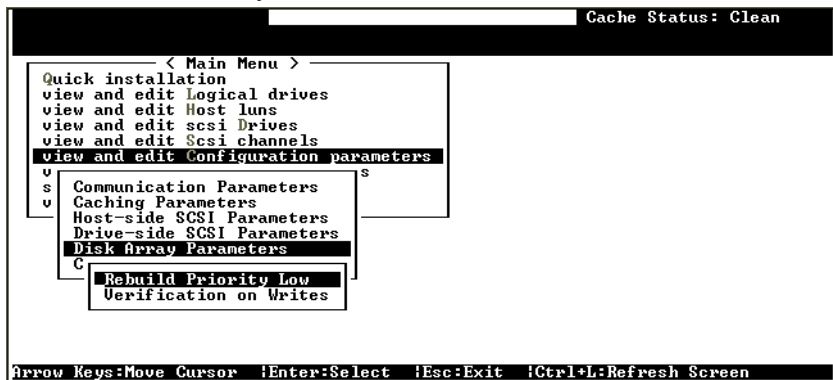 Cache Status: Clean
< Main Menu >
Quick installation
view and edit Logical drives
view and edit Host luns
view and edit scsi Drives
view and edit Scsi channels
view and edit Configuration parameters
v s
s Communication Parameters
v Caching Parameters
Host-side SCSI Parameters
Drive-side SCSI Parameters
Disk Array Parameters
C
Rebuild Priority Low
Verification on Writes
Arrow Keys:Move Cursor |Enter:Select |Esc:Exit |Ctrl+L:Refresh Screen